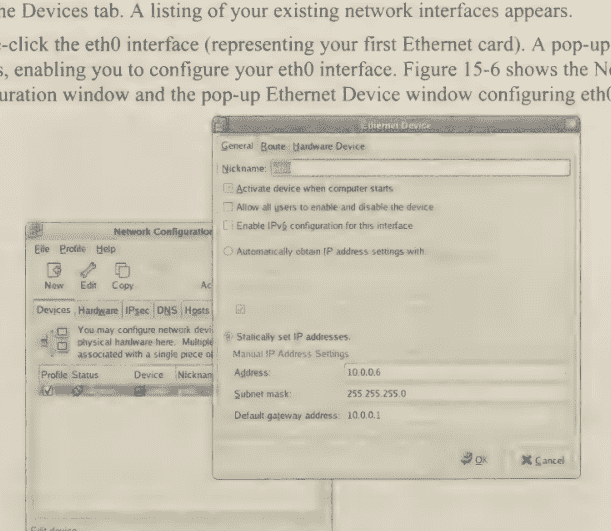 he Devices tab. A listing of your existing network interfaces appears.
-click the eth0 interface (representing your first Ethernet card). A pop-up
s, enabling you to configure your eth0 interface. Figure 15-6 shows the Ne
uration window and the pop-up Ethernet Device window configuring eth0
Ethernet Device
General Route Hardware Device
Nickname:
Activate device when computer starts
Allow all users to enable and disable the device
Enable IPv6 configuration for this interface
Automatically obtain IP address settings with:
Statically set IP addresses:
Manual IP Address Settings
Address: 10.0.0.6
Subnet mask: 255.255.255.0
Default gateway address: 10.0.0.1
OK Cancel
Network Configuration
File Profile Help
New Edit Copy Ac
Devices Hardware IPsec DNS Hosts
You may configure network devi
physical hardware here. Multiple
associated with a single piece of
Profile Status Device Nicknam
Edit device